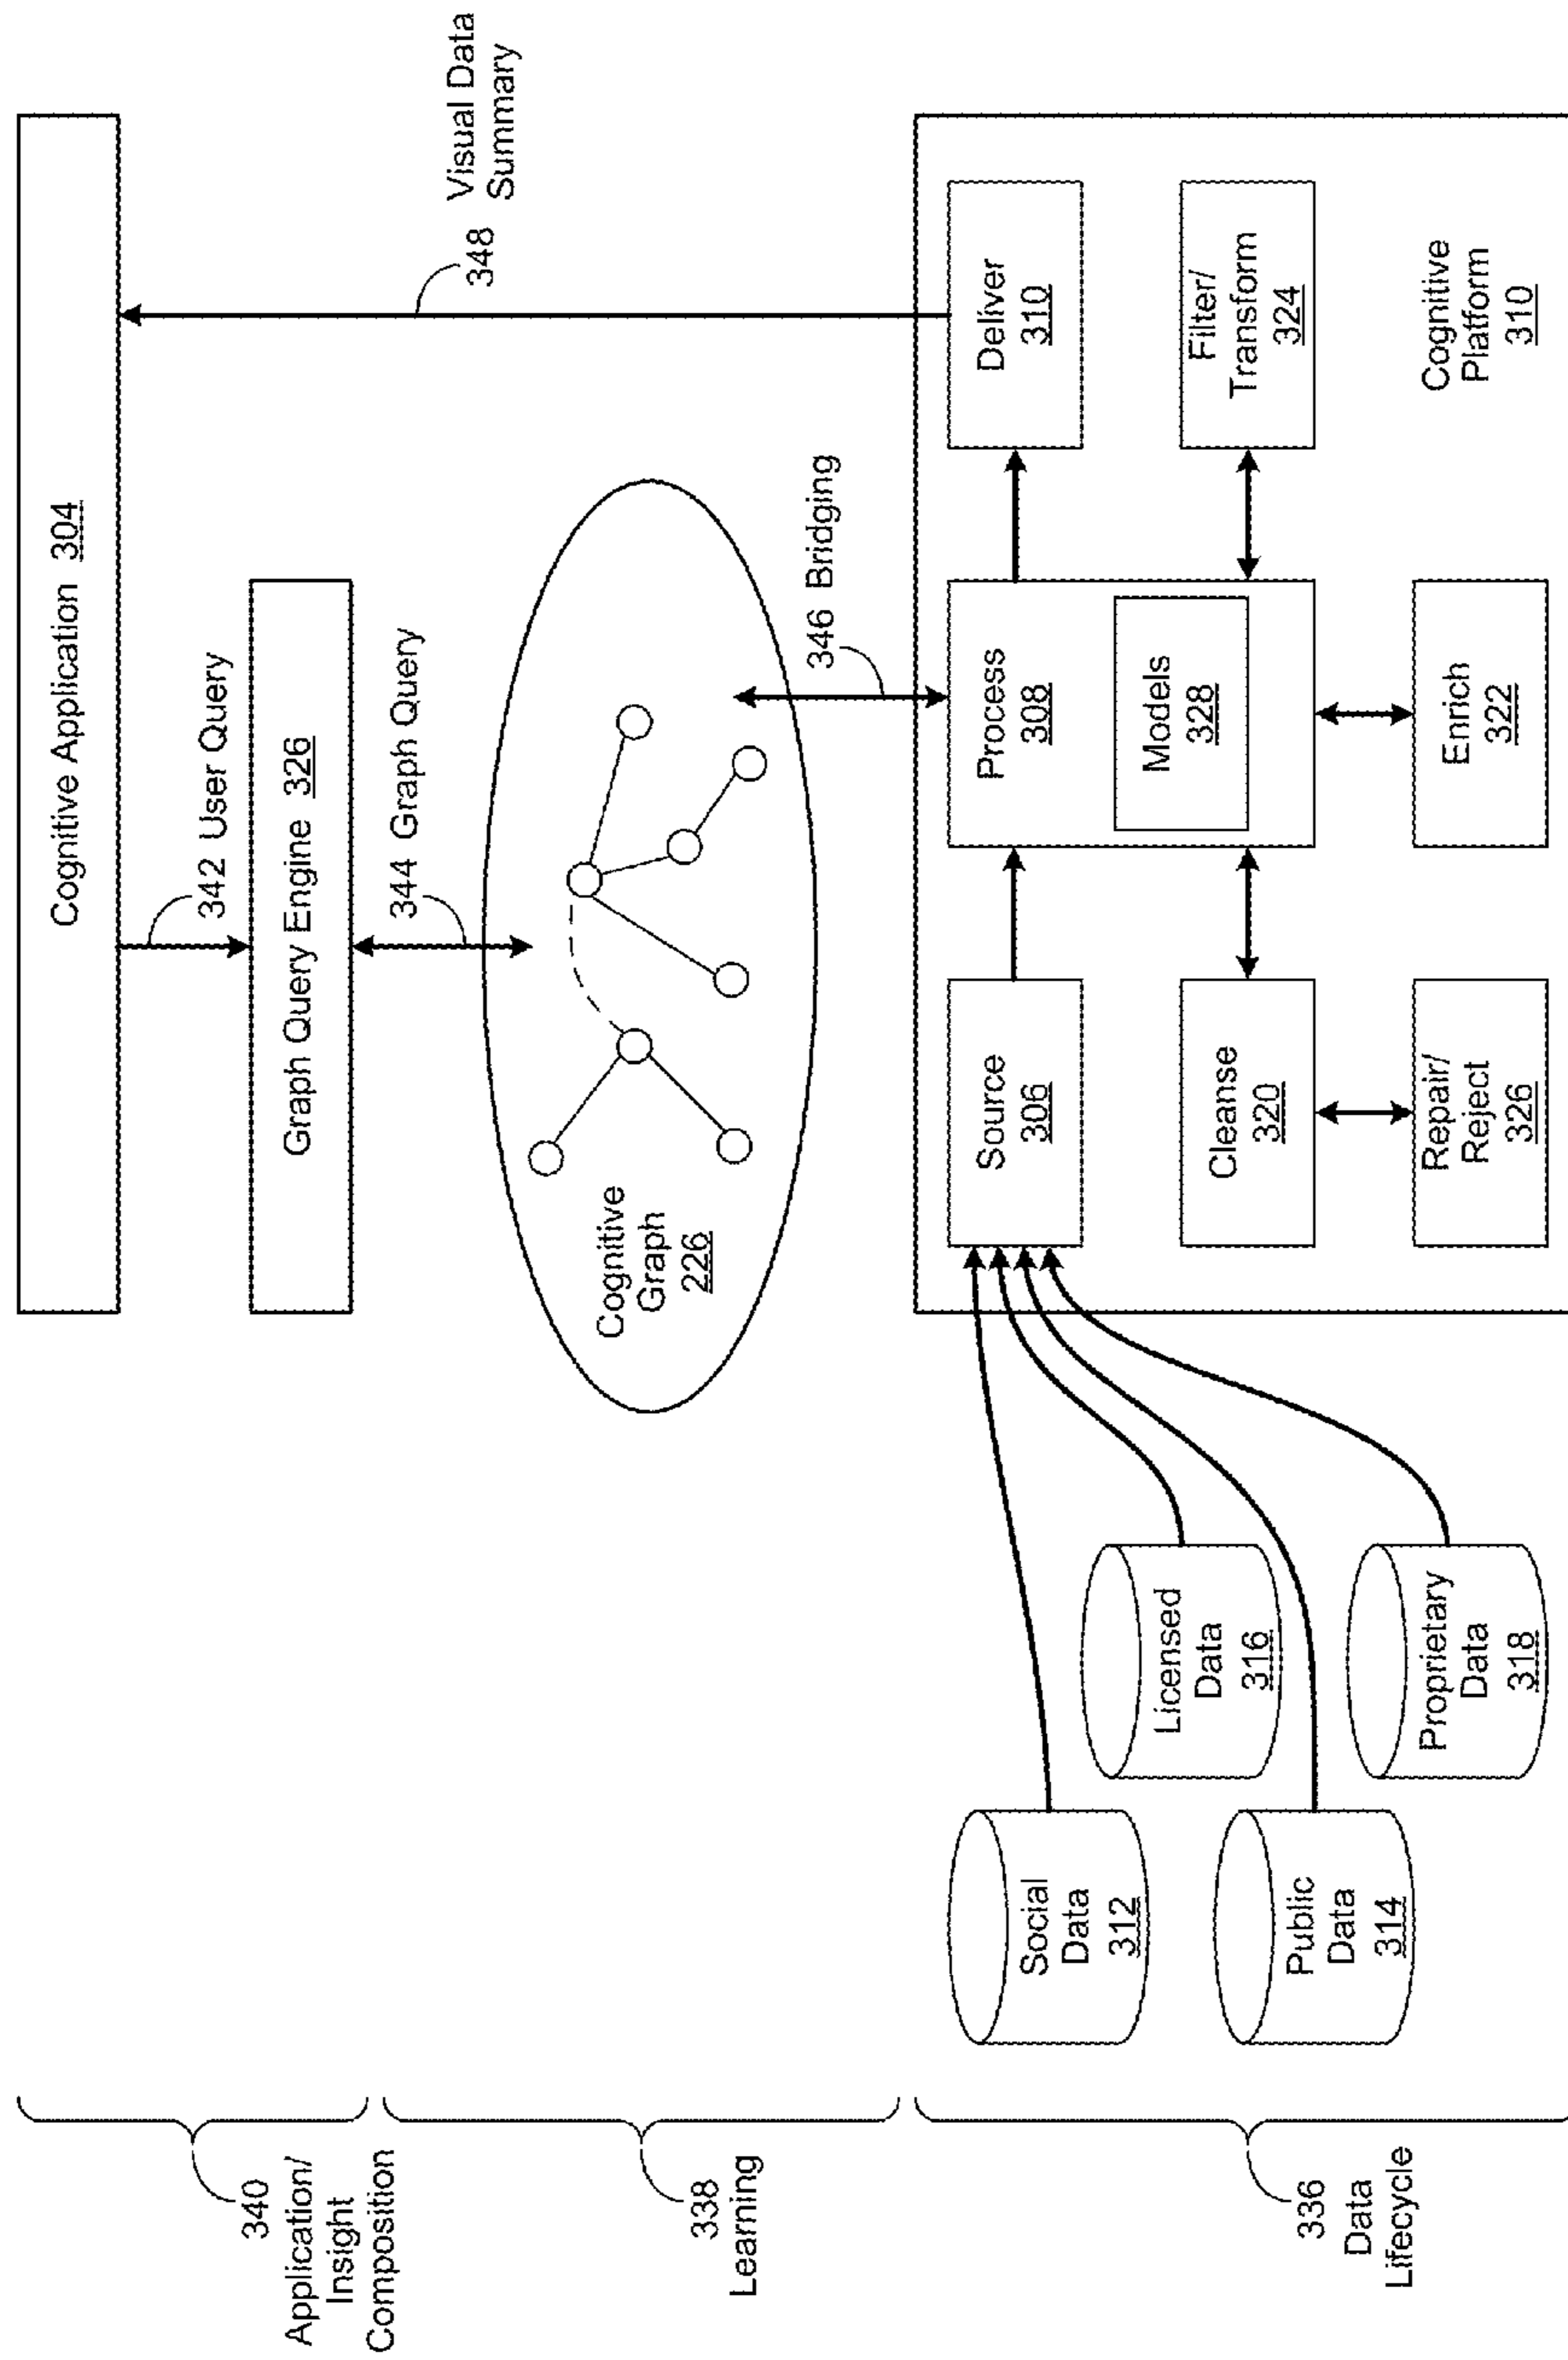 Cognitive Application 304
342 User Query
Graph Query Engine 326
344 Graph Query
348
Visual Data
Summary
340
Application/
Insight
Composition
Cognitive
Graph
226
346 Bridging
338
Learning
Social
Data
312
Licensed
Data
316
Public
Data
314
Proprietary
Data
318
Source
306
Process
308
Models
328
Deliver
310
Cleanse
320
Filter/
Transform
324
Repair/
Reject
326
Enrich
322
Cognitive
Platform
310
336
Data
Lifecycle